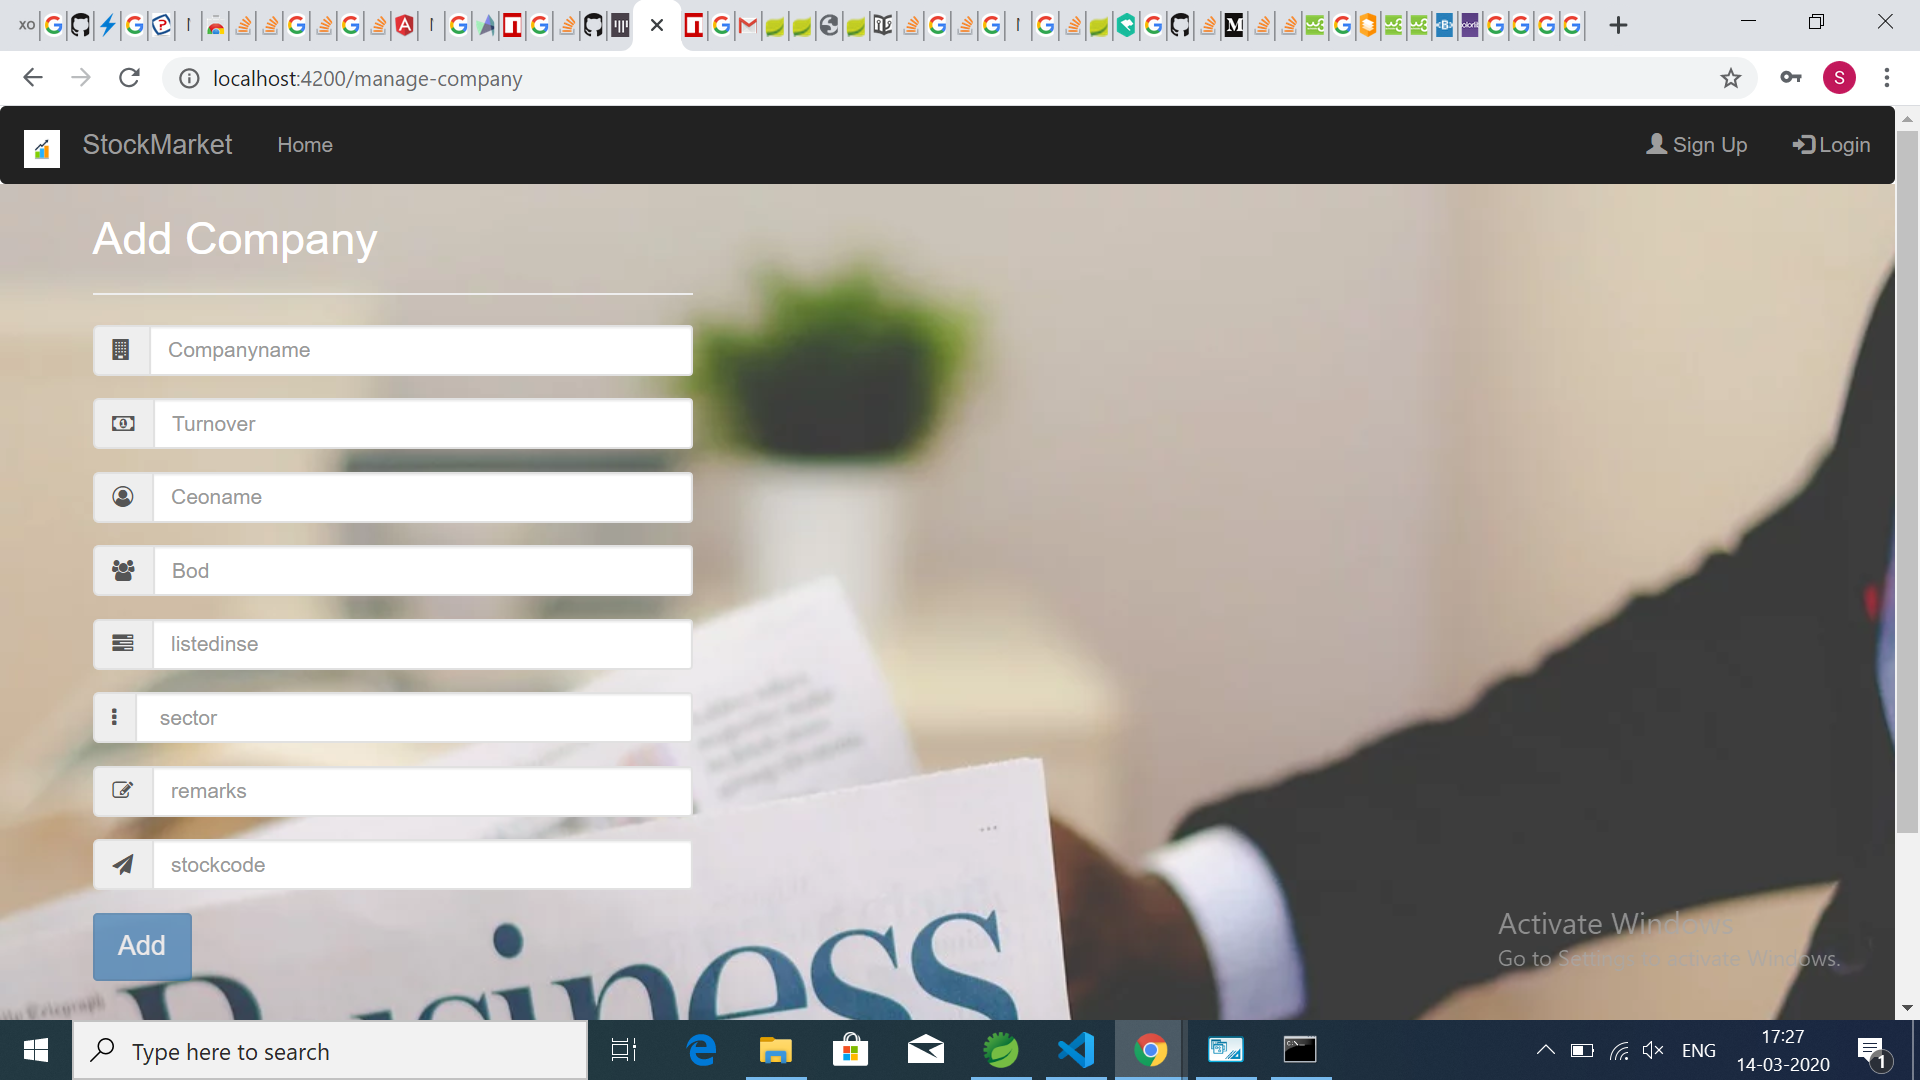 localhost:4200/manage-company
S
StockMarket
Home
Sign Up
Login
Add Company
Companyname
Turnover
Ceoname
Bod
listedinse
sector
remarks
stockcode
Add
Business
Activate Windows
Go to Settings to activate Windows.
Type here to search
ENG
17:27
14-03-2020
1